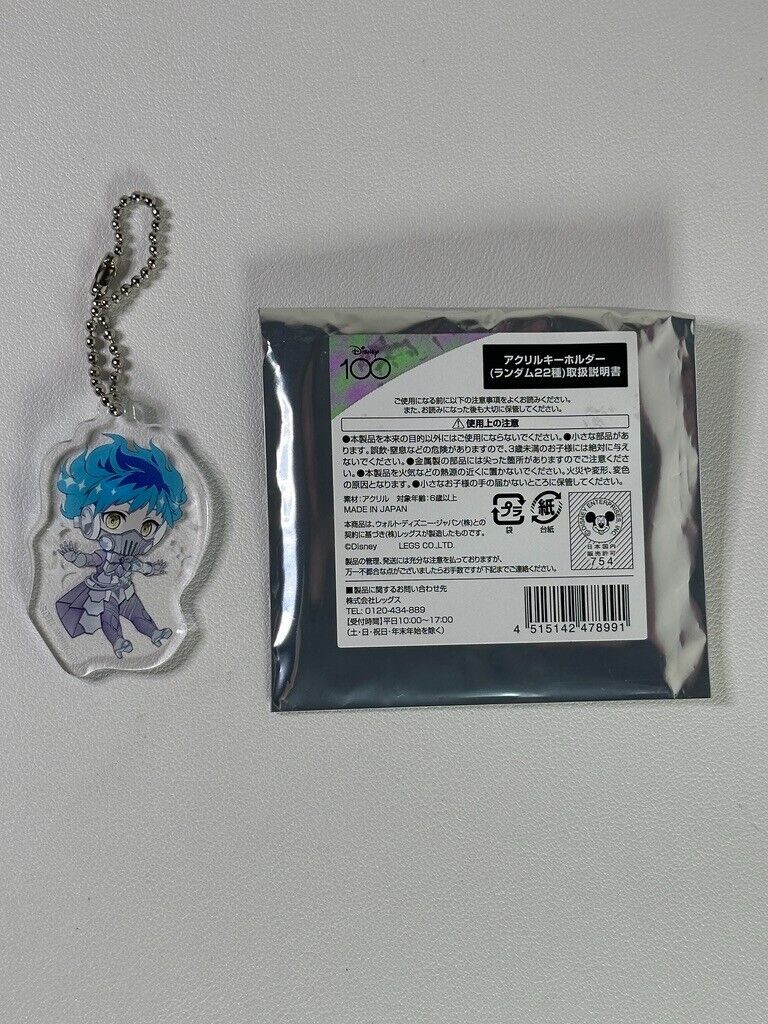 Disney
100
アクリルキーホルダー
(ランダム22種)取扱説明書
ご使用になる前に以下の注意事項をよくお読みください。
また、お読みになった後も大切に保管してください。
⚠使用上の注意
●本製品を本来の目的以外にはご使用にならないでください。●小さな部品があ
ります。誤飲・窒息などの危険がありますので、3歳未満のお子様には絶対に与え
ないでください。●金属製の部品には尖った箇所がありますのでご注意くださ
い。●本製品を火気などの熱源の近くに置かないでください。火災や変形、変色
の原因となります。●小さなお子様の手の届かないところに保管してください。
素材:アクリル 対象年齢:6歳以上
MADE IN JAPAN
プラ
袋
紙
台紙
本商品は、ウォルト・ディズニー・ジャパン(株)との
契約に基づき(株)レッグスが製造したものです。
©Disney LEGS CO.,LTD.
©DISNEY ENTERPRISES, INC.
日本国内
販売許可
754
製品の管理、発送には充分な注意を払っておりますが、
万一不都合な点がございましたらお手数ですが下記までご連絡ください。
■製品に関するお問い合わせ先
株式会社レッグス
TEL: 0120-434-889
【受付時間】平日10:00〜17:00
(土・日・祝日・年末年始を除く)
4 515142 478991